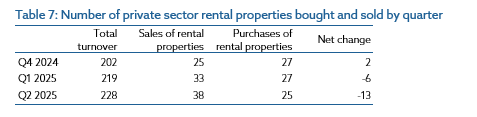 Table 7: Number of private sector rental properties bought and sold by quarter
Total Sales of rental Purchases of Net change
turnover properties rental properties
Q4 2024 202 25 27 2
Q1 2025 219 33 27 -6
Q2 2025 228 38 25 -13